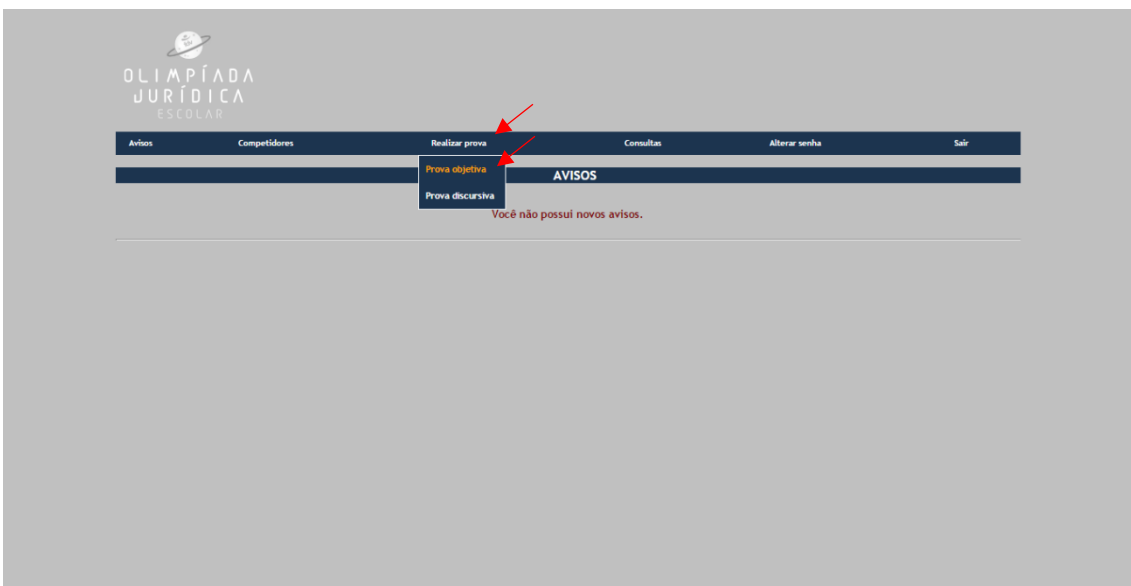 OLIMPÍADA
JURÍDICA
ESCOLAR
Avisos Competidores Realizar prova Consultas Alterar senha Sair
Prova objetiva
AVISOS
Prova discursiva
Você não possui novos avisos.